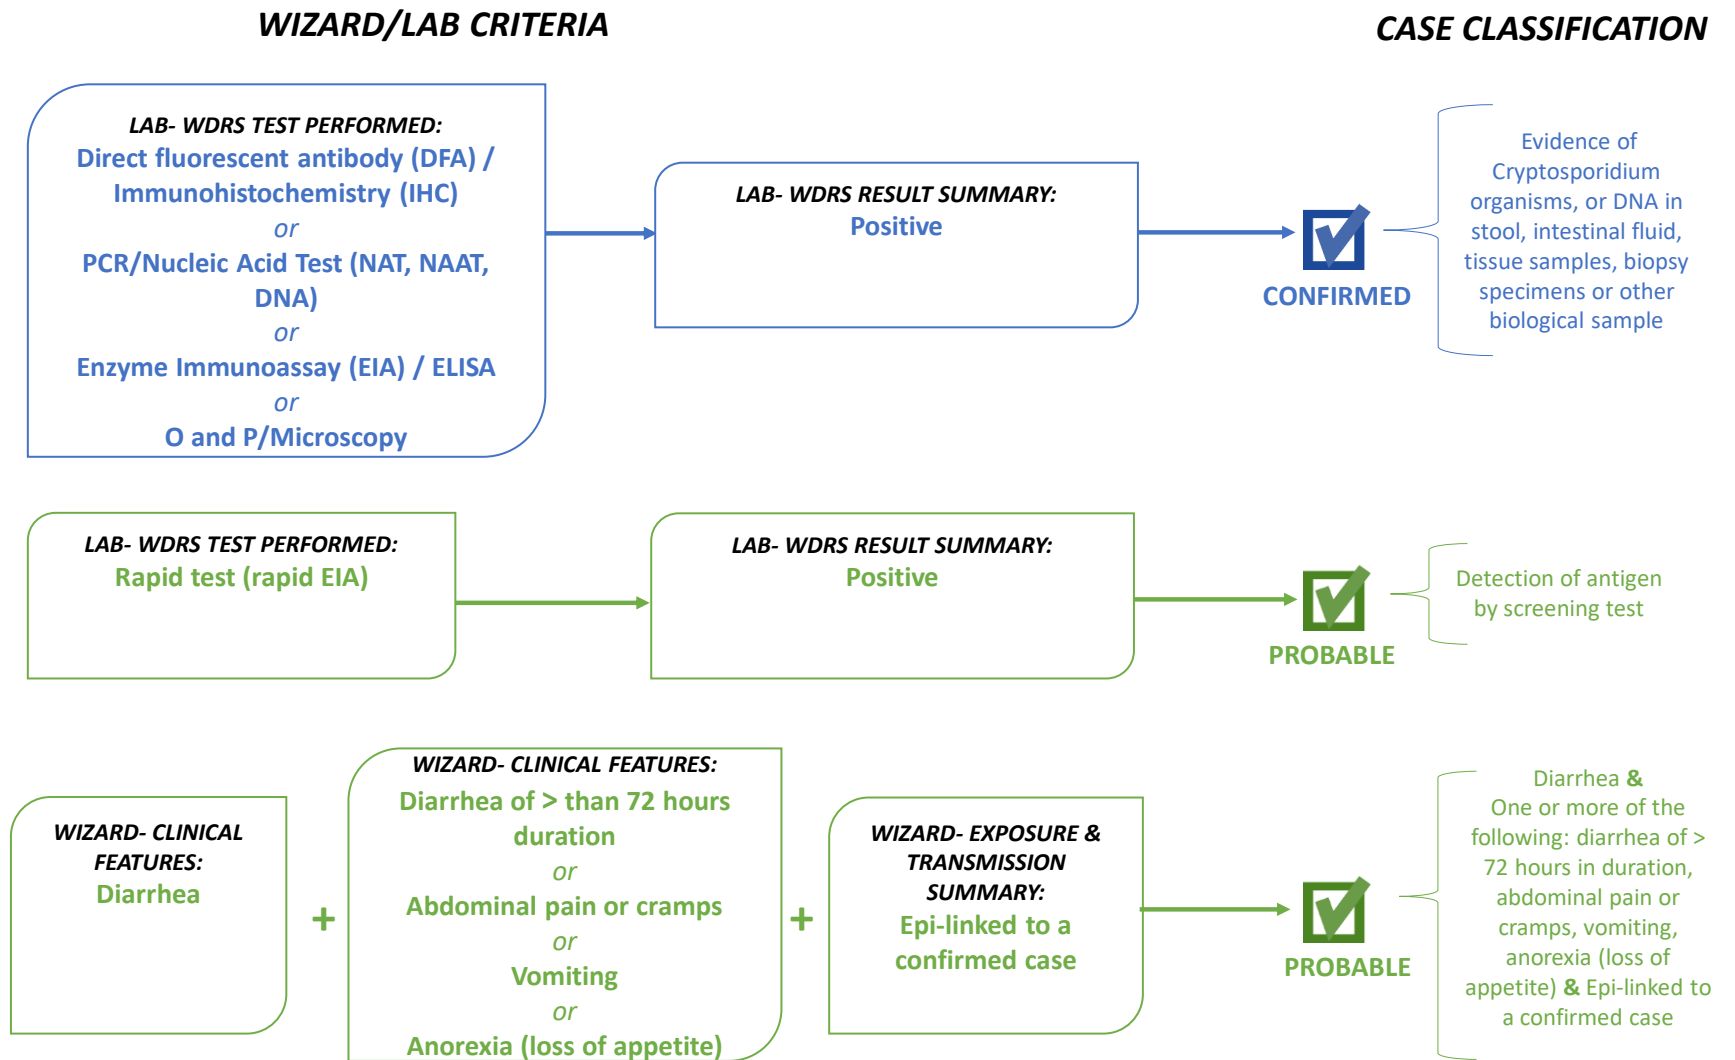 WIZARD/LAB CRITERIA
CASE CLASSIFICATION
LAB- WDRS TEST PERFORMED:
Direct fluorescent antibody (DFA) /
Immunohistochemistry (IHC)
or
PCR/Nucleic Acid Test (NAT, NAAT,
DNA)
or
Enzyme Immunoassay (EIA) / ELISA
or
O and P/Microscopy
LAB- WDRS RESULT SUMMARY:
Positive
CONFIRMED
Evidence of
Cryptosporidium
organisms, or DNA in
stool, intestinal fluid,
tissue samples, biopsy
specimens or other
biological sample
LAB- WDRS TEST PERFORMED:
Rapid test (rapid EIA)
LAB- WDRS RESULT SUMMARY:
Positive
PROBABLE
Detection of antigen
by screening test
WIZARD- CLINICAL
FEATURES:
Diarrhea
+
WIZARD- CLINICAL FEATURES:
Diarrhea of > than 72 hours
duration
or
Abdominal pain or cramps
or
Vomiting
or
Anorexia (loss of appetite)
+
WIZARD- EXPOSURE &
TRANSMISSION
SUMMARY:
Epi-linked to a
confirmed case
PROBABLE
Diarrhea &
One or more of the
following: diarrhea of >
72 hours in duration,
abdominal pain or
cramps, vomiting,
anorexia (loss of
appetite) & Epi-linked to
a confirmed case